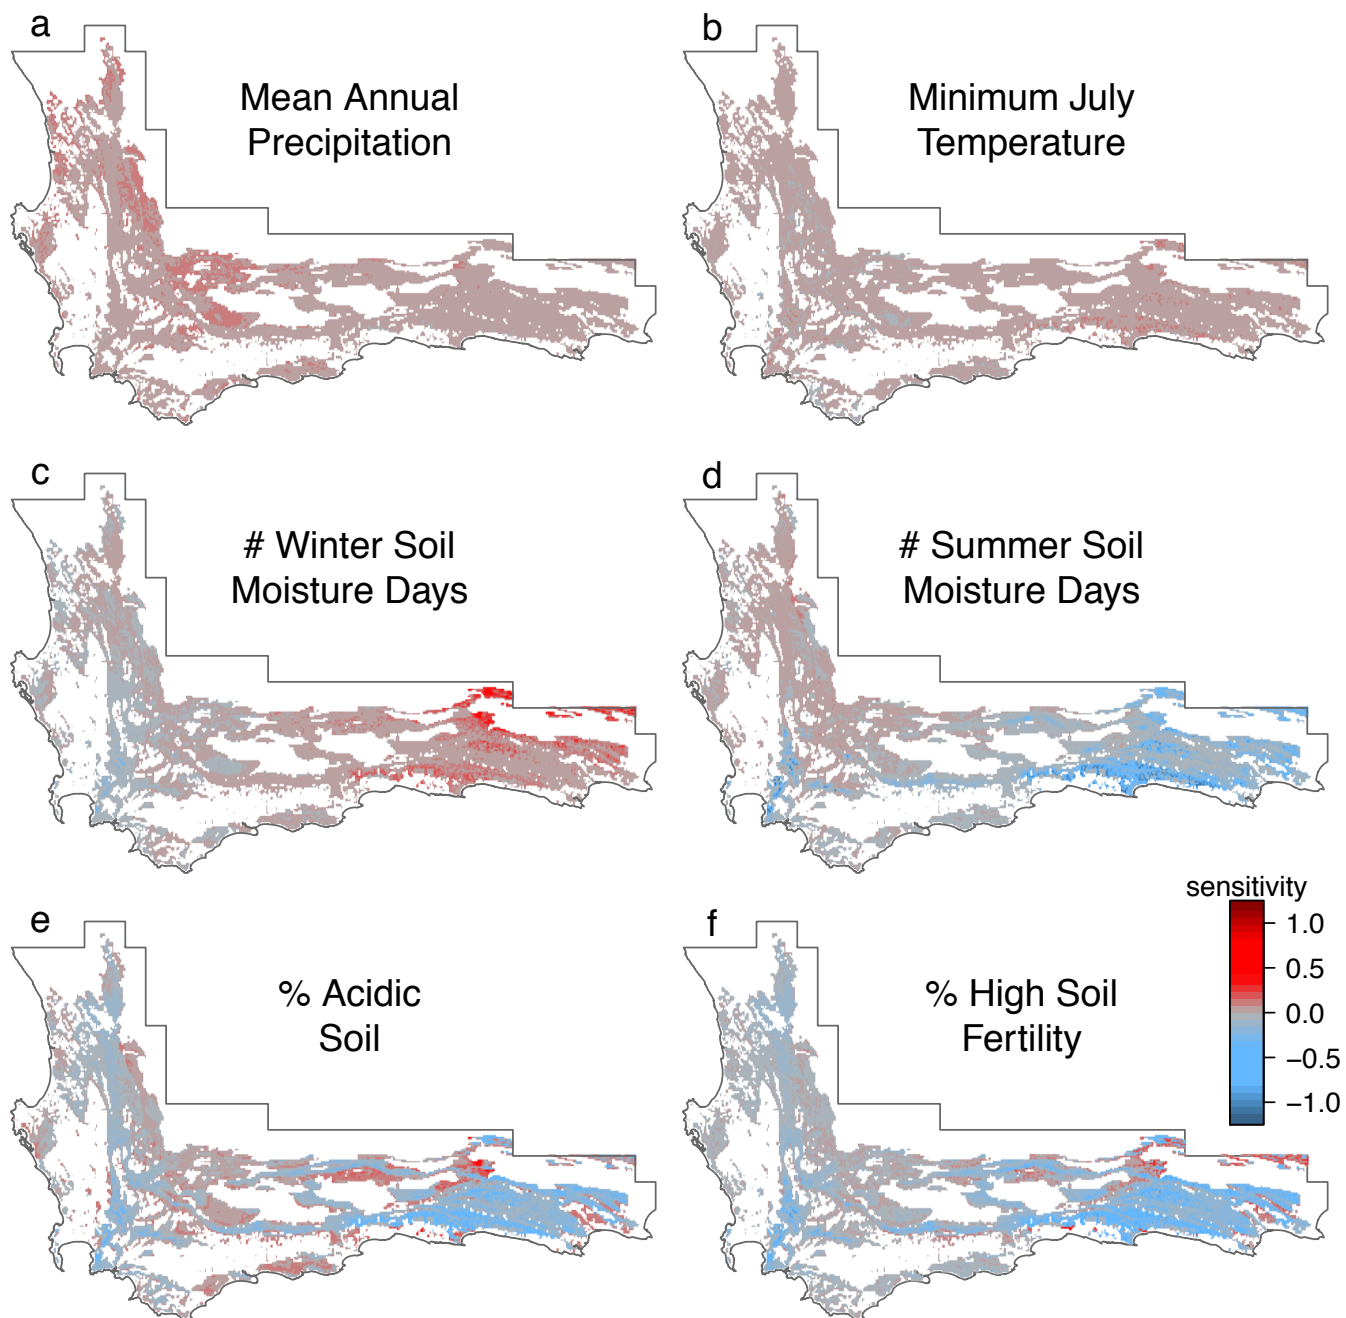 a
Mean Annual
Precipitation
b
Minimum July
Temperature
c
# Winter Soil
Moisture Days
d
# Summer Soil
Moisture Days
e
% Acidic
Soil
f
% High Soil
Fertility
sensitivity
1.0
0.5
0.0
−0.5
−1.0